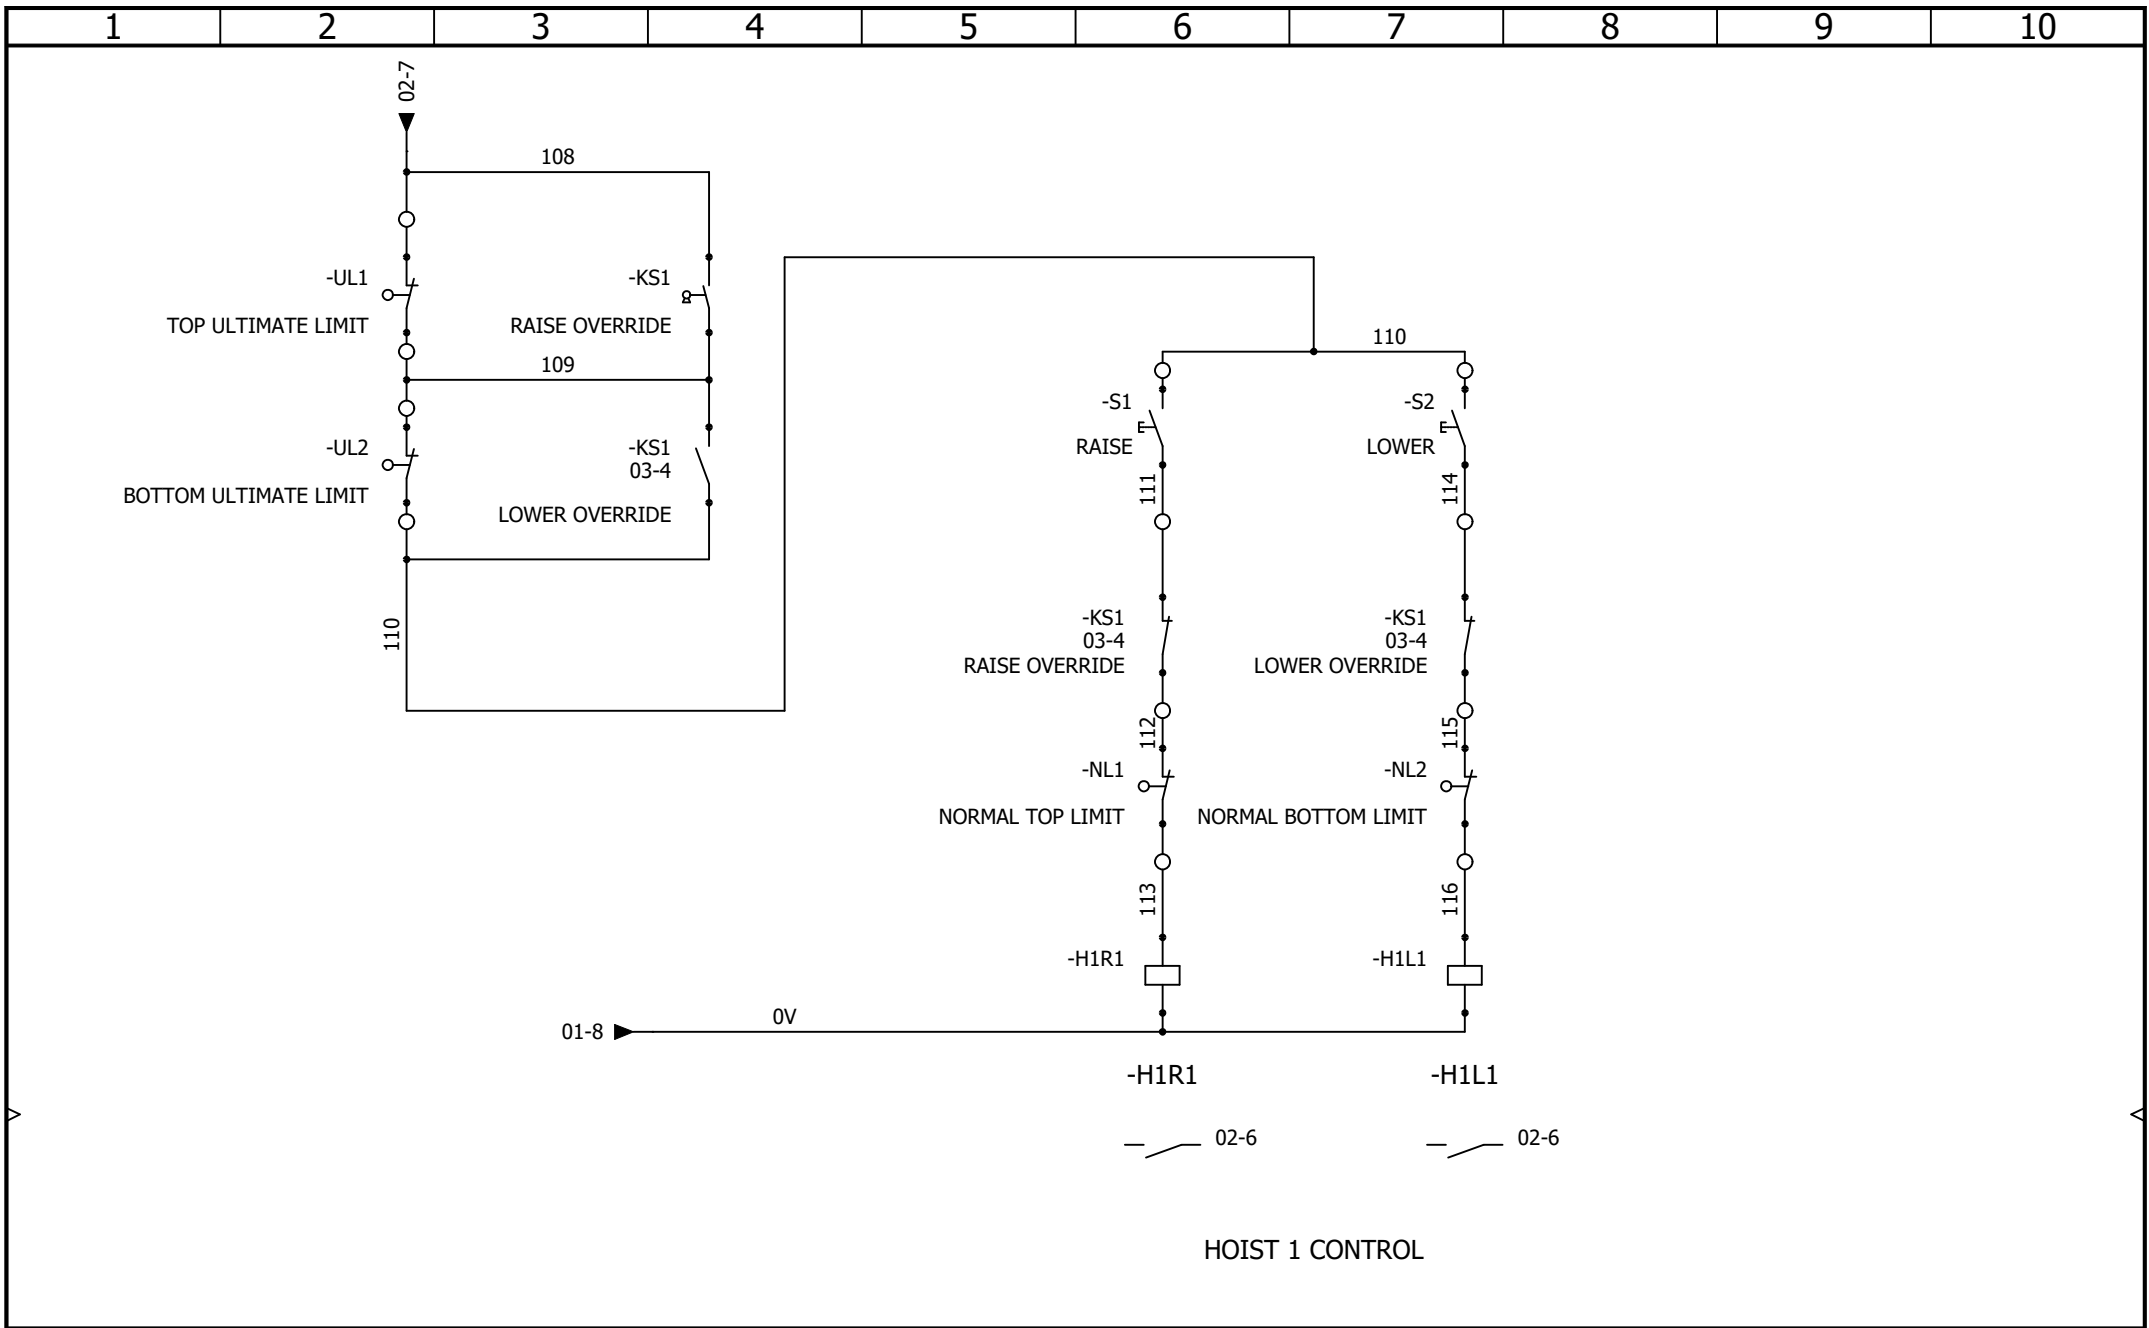 1 2 3 4 5 6 7 8 9 10
02-7
108
-UL1
TOP ULTIMATE LIMIT
-KS1
RAISE OVERRIDE
109
-UL2
BOTTOM ULTIMATE LIMIT
-KS1
03-4
LOWER OVERRIDE
110
110
-S1
RAISE
-S2
LOWER
111
114
-KS1
03-4
RAISE OVERRIDE
-KS1
03-4
LOWER OVERRIDE
112
115
-NL1
NORMAL TOP LIMIT
-NL2
NORMAL BOTTOM LIMIT
113
116
-H1R1
-H1L1
01-8
0V
-H1R1
-H1L1
02-6
02-6
HOIST 1 CONTROL